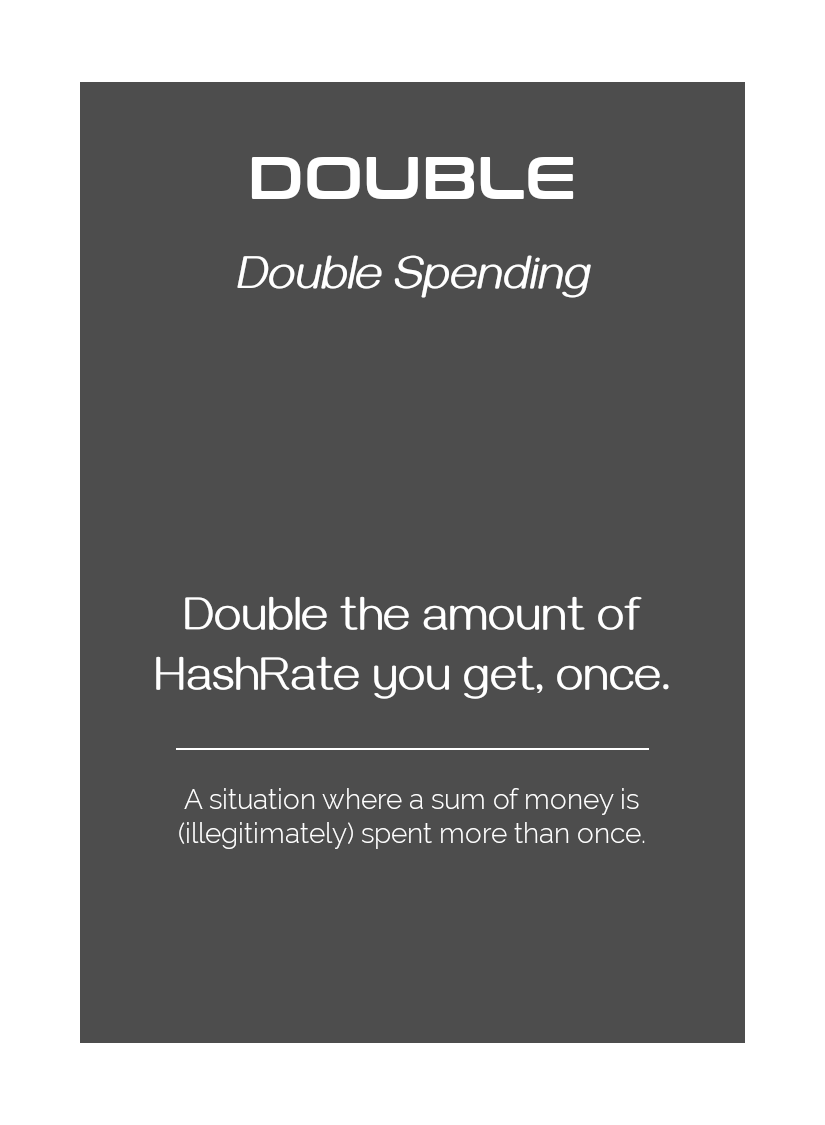 DOUBLE
Double Spending
Double the amount of
HashRate you get, once.
A situation where a sum of money is
(illegitimately) spent more than once.